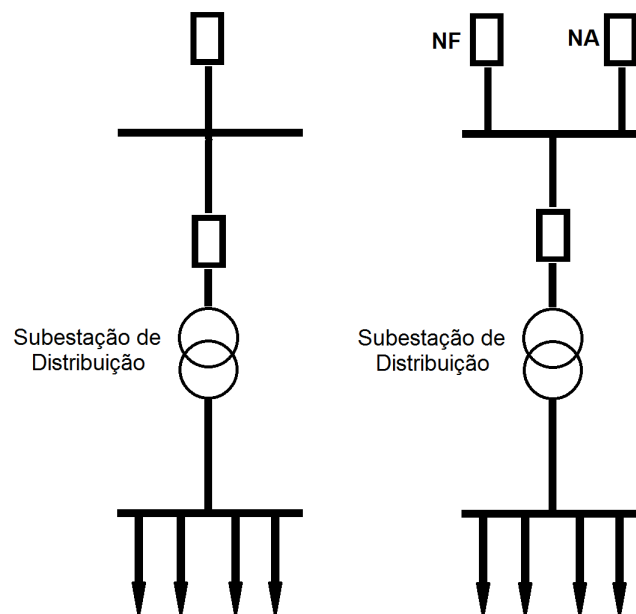 NF
NA
Subestação de
Distribuição
Subestação de
Distribuição